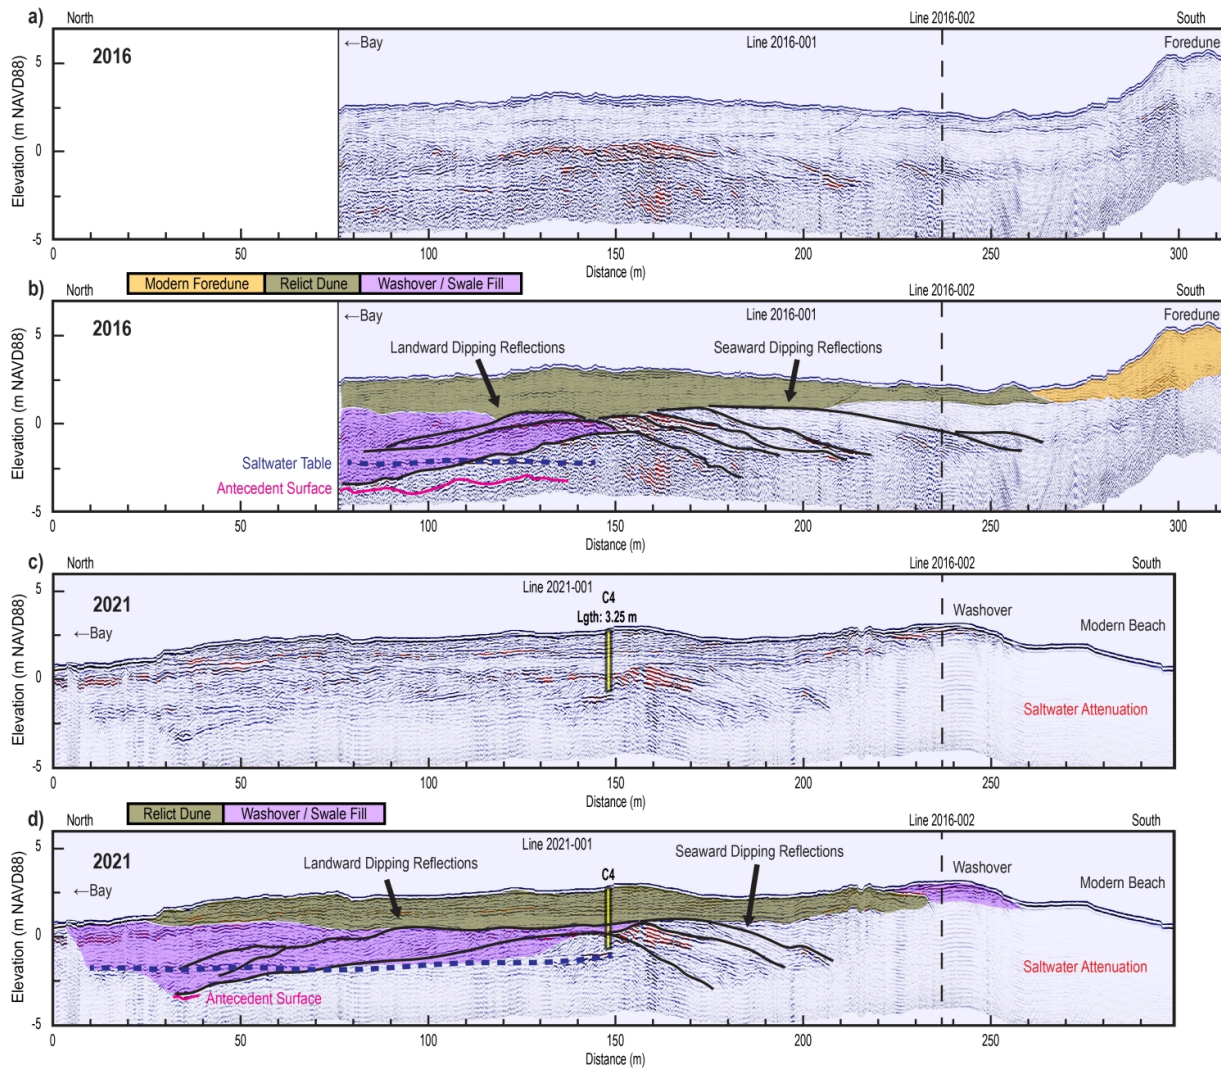 a) North Line 2016-002 South
2016 ←Bay Line 2016-001 Foredune
Elevation (m NAVD88)
5
0
-5
0 50 100 150 200 250 300
Distance (m)
Modern Foredune Relict Dune Washover / Swale Fill
b) North Line 2016-002 South
2016 ←Bay Line 2016-001 Foredune
Landward Dipping Reflections Seaward Dipping Reflections
Elevation (m NAVD88)
5
0
-5
Saltwater Table
Antecedent Surface
0 50 100 150 200 250 300
Distance (m)
c) North Line 2016-002 South
Line 2021-001
2021 C4
Lgth: 3.25 m
Washover
←Bay Modern Beach
Elevation (m NAVD88)
5
0
-5
Saltwater Attenuation
0 50 100 150 200 250
Distance (m)
Relict Dune Washover / Swale Fill
d) North Line 2016-002 South
2021 Line 2021-001
Landward Dipping Reflections Seaward Dipping Reflections
←Bay C4 Washover
Modern Beach
Elevation (m NAVD88)
5
0
-5
Saltwater Attenuation
Antecedent Surface
0 50 100 150 200 250
Distance (m)